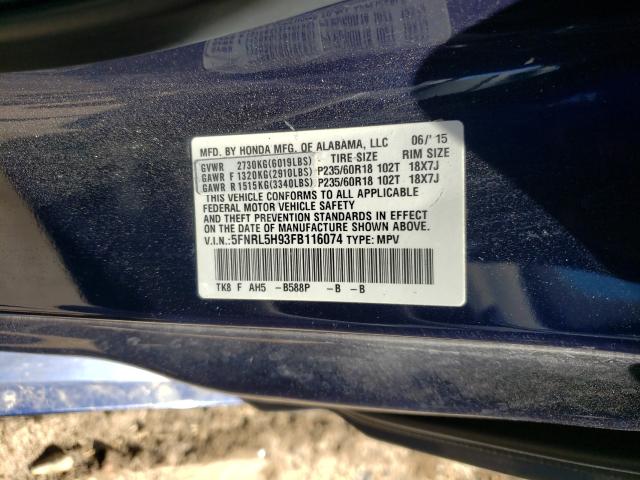 MFD. BY HONDA MFG. OF ALABAMA, LLC 06/'15
GVWR 2730KG(6019LBS) TIRE SIZE RIM SIZE
GAWR F 1320KG(2910LBS) P235/60R18 102T 18X7J
GAWR R 1515KG(3340LBS) P235/60R18 102T 18X7J
THIS VEHICLE CONFORMS TO ALL APPLICABLE
FEDERAL MOTOR VEHICLE SAFETY
AND THEFT PREVENTION STANDARDS IN EFFECT
ON THE DATE OF MANUFACTURE SHOWN ABOVE.
V.I.N.:5FNRL5H93FB116074 TYPE: MPV
TK8 F AH5 -B588P -B -B